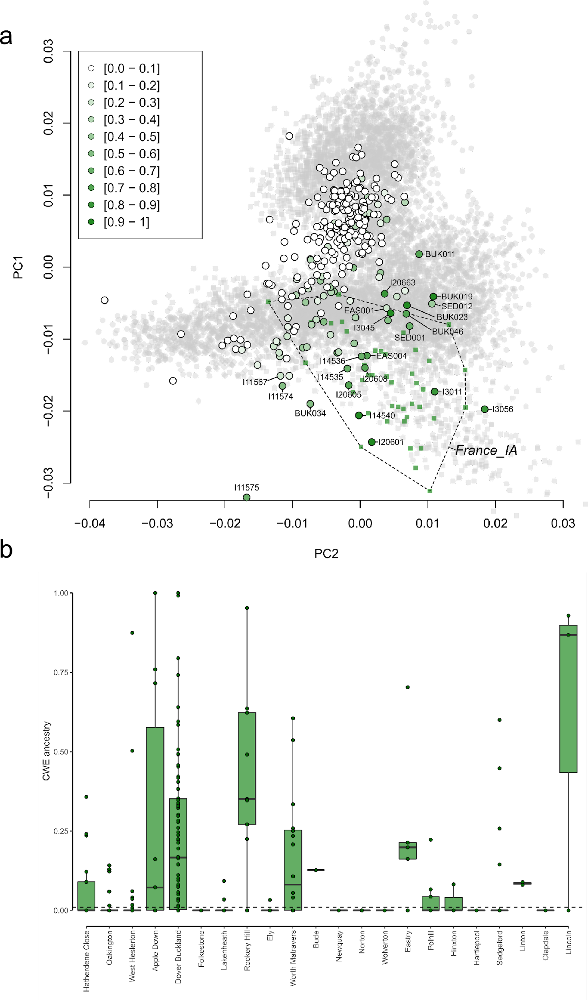 a
PC1
0.03
0.02
0.01
0.00
−0.01
−0.02
−0.03
[0.0 − 0.1]
[0.1 − 0.2]
[0.2 − 0.3]
[0.3 − 0.4]
[0.4 − 0.5]
[0.5 − 0.6]
[0.6 − 0.7]
[0.7 − 0.8]
[0.8 − 0.9]
[0.9 − 1]
BUK011
I20663
BUK019
SED012
EAS001
BUK023
I3045
BUK046
SED001
EAS004
I14536
I14535
I20608
I11567
I11574
I20605
I3011
BUK034
I14540
I3056
I20601
France_IA
I11575
−0.04 −0.03 −0.02 −0.01 0.00 0.01 0.02 0.03
PC2
b
CWE ancestry
1.00
0.75
0.50
0.25
0.00
Hatherdene Close
Oakington
West Heslerton
Apple Down
Dover Buckland
Folkestone
Lakenheath
Rookery Hill
Ely
Worth Matravers
Bude
Newquay
Norton
Wolverton
Eastry
Polhill
Hinxton
Hartlepool
Sedgeford
Linton
Clapdale
Lincoln